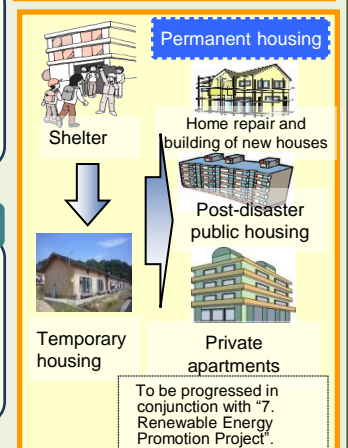 Permanent housing
Shelter
Home repair and
building of new houses
Post-disaster
public housing
Temporary
housing
Private
apartments
To be progressed in
conjunction with “7.
Renewable Energy
Promotion Project”.